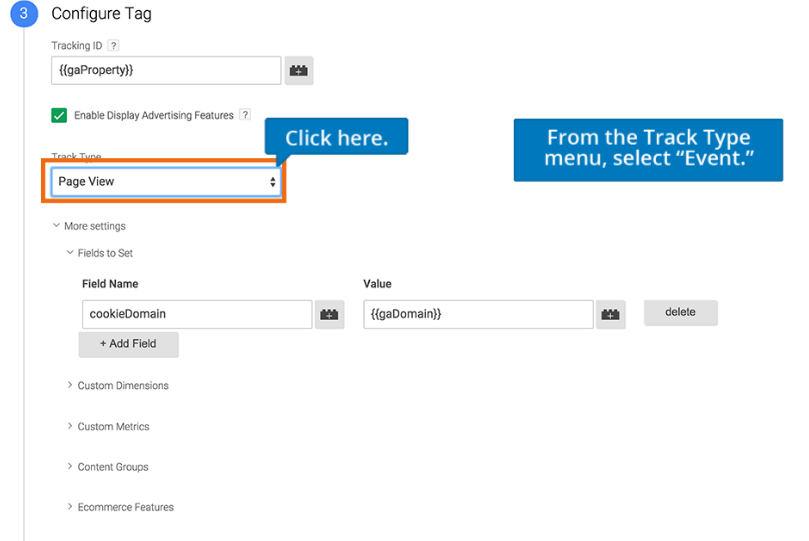 3 Configure Tag
Tracking ID ?
{{gaProperty}}
Enable Display Advertising Features ?
Click here.
From the Track Type
menu, select “Event.”
Track Type
Page View
More settings
Fields to Set
Field Name Value
cookieDomain {{gaDomain}} delete
+ Add Field
Custom Dimensions
Custom Metrics
Content Groups
Ecommerce Features